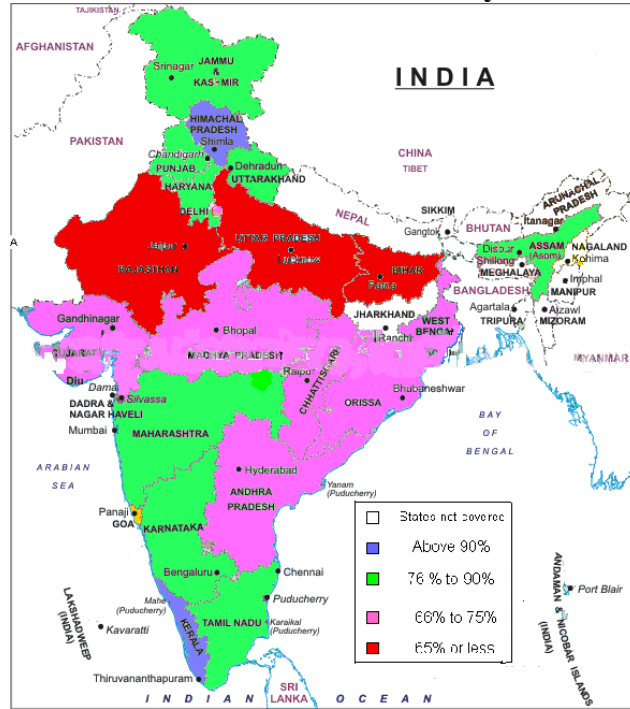 TAJIKISTAN
AFGHANISTAN
JAMMU
&
KASHMIR
Srinagar
INDIA
HIMACHAL
PRADESH
Shimla
PAKISTAN
Chandigarh
PUNJAB
Dehradun
UTTARAKHAND
HARYANA
DELHI
CHINA
TIBET
NEPAL
SIKKIM
Gangtok
BHUTAN
ARUNACHAL
PRADESH
Itanagar
A
Jaipur
RAJASTHAN
UTTAR PRADESH
Lucknow
BIHAR
Patna
Dispur
ASSAM
(Asom)
NAGALAND
Kohima
Shillong
MEGHALAYA
Imphal
MANIPUR
BANGLADESH
Agartala
TRIPURA
Aizawl
MIZORAM
MYANMAR
Gandhinagar
Bhopal
JHARKHAND
Ranchi
WEST
BENGAL
MADHYA PRADESH
Diu
Raipur
CHHATTISGARH
Bhubaneshwar
ORISSA
Silvassa
DADRA &
NAGAR HAVELI
Mumbai
MAHARASHTRA
BAY
OF
BENGAL
ARABIAN
SEA
Hyderabad
ANDHRA
PRADESH
Yanam
(Puducherry)
Panaji
GOA
KARNATAKA
States not covered
Above 90%
76 % to 90%
66% to 75%
65% or less
Bengaluru
Chennai
Mahe
(Puducherry)
Puducherry
KERALA
TAMIL NADU
Karaikal
(Puducherry)
LAKSHADWEEP
(INDIA)
Kavaratti
Thiruvananthapuram
SRI
LANKA
ANDAMAN & NICOBAR ISLANDS
(INDIA)
Port Blair
INDIAN OCEAN